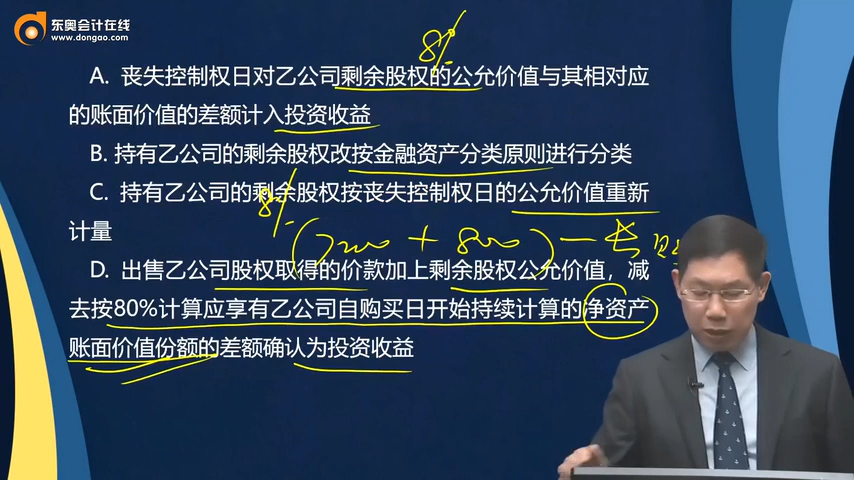 东奥会计在线
www.dongao.com
8%
A. 丧失控制权日对乙公司剩余股权的公允价值与其相对应
的账面价值的差额计入投资收益
B. 持有乙公司的剩余股权改按金融资产分类原则进行分类
C. 持有乙公司的剩余股权按丧失控制权日的公允价值重新
8%
计量
D. 出售乙公司股权取得的价款加上剩余股权公允价值，减
去按80%计算应享有乙公司自购买日开始持续计算的净资产
账面价值份额的差额确认为投资收益